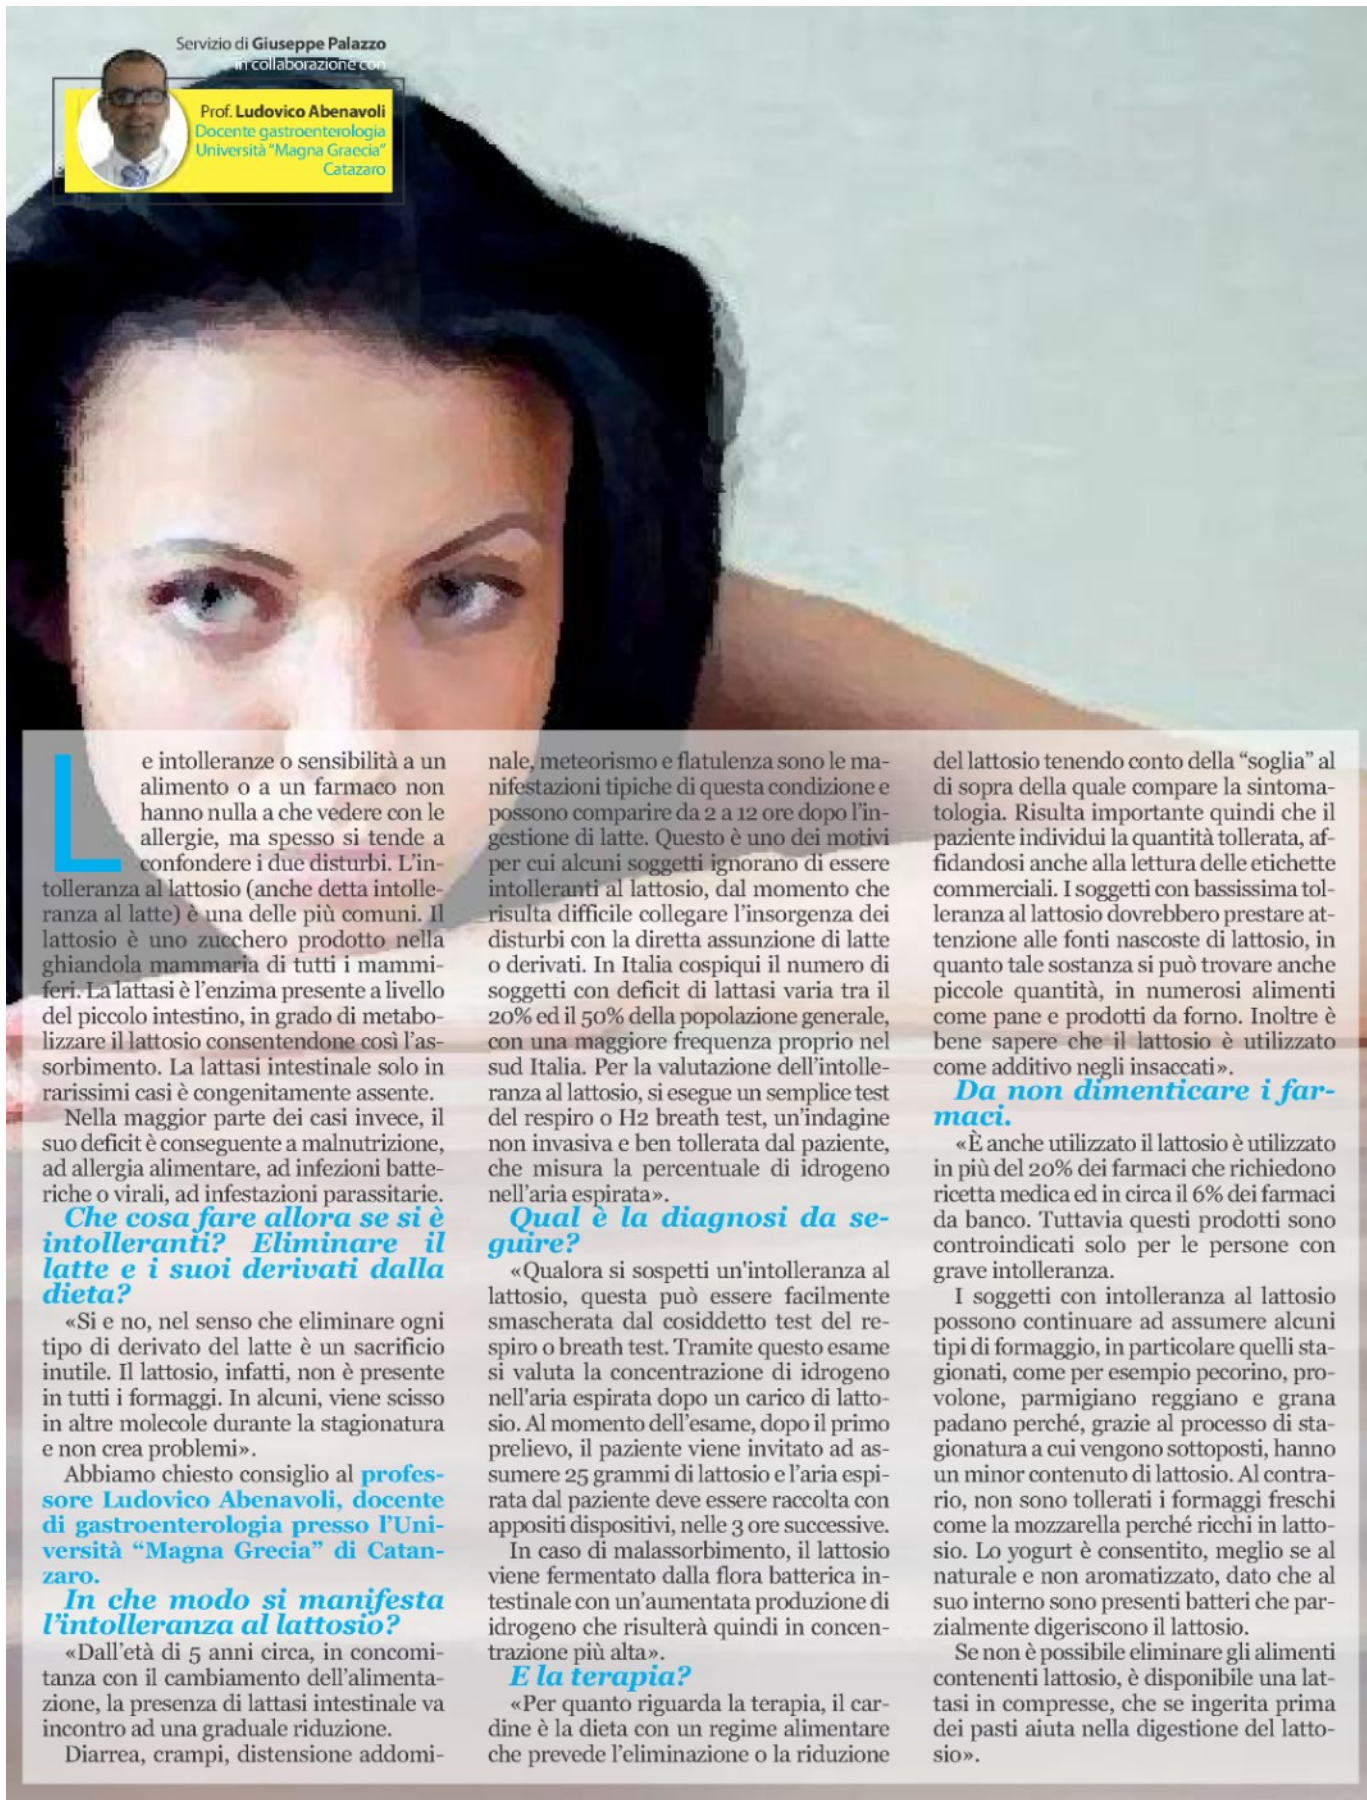 Servizio di Giuseppe Palazzo
in collaborazione con
Prof. Ludovico Abenavoli
Docente gastroenterologia
Università “Magna Graecia”
Catazaro
Le intolleranze o sensibilità a un
alimento o a un farmaco non
hanno nulla a che vedere con le
allergie, ma spesso si tende a
confondere i due disturbi. L’in-
tolleranza al lattosio (anche detta intolle-
ranza al latte) è una delle più comuni. Il
lattosio è uno zucchero prodotto nella
ghiandola mammaria di tutti i mammi-
feri. La lattasi è l’enzima presente a livello
del piccolo intestino, in grado di metabo-
lizzare il lattosio consentendone così l’as-
sorbimento. La lattasi intestinale solo in
rarissimi casi è congenitamente assente.
Nella maggior parte dei casi invece, il
suo deficit è conseguente a malnutrizione,
ad allergia alimentare, ad infezioni batte-
riche o virali, ad infestazioni parassitarie.
Che cosa fare allora se si è
intolleranti? Eliminare il
latte e i suoi derivati dalla
dieta?
«Si e no, nel senso che eliminare ogni
tipo di derivato del latte è un sacrificio
inutile. Il lattosio, infatti, non è presente
in tutti i formaggi. In alcuni, viene scisso
in altre molecole durante la stagionatura
e non crea problemi».
Abbiamo chiesto consiglio al profes-
sore Ludovico Abenavoli, docente
di gastroenterologia presso l’Uni-
versità “Magna Grecia” di Catan-
zaro.
In che modo si manifesta
l’intolleranza al lattosio?
«Dall’età di 5 anni circa, in concomi-
tanza con il cambiamento dell’alimenta-
zione, la presenza di lattasi intestinale va
incontro ad una graduale riduzione.
Diarrea, crampi, distensione addomi-
nale, meteorismo e flatulenza sono le ma-
nifestazioni tipiche di questa condizione e
possono comparire da 2 a 12 ore dopo l’in-
gestione di latte. Questo è uno dei motivi
per cui alcuni soggetti ignorano di essere
intolleranti al lattosio, dal momento che
risulta difficile collegare l’insorgenza dei
disturbi con la diretta assunzione di latte
o derivati. In Italia cospiqui il numero di
soggetti con deficit di lattasi varia tra il
20% ed il 50% della popolazione generale,
con una maggiore frequenza proprio nel
sud Italia. Per la valutazione dell’intolle-
ranza al lattosio, si esegue un semplice test
del respiro o H2 breath test, un’indagine
non invasiva e ben tollerata dal paziente,
che misura la percentuale di idrogeno
nell’aria espirata».
Qual è la diagnosi da se-
guire?
«Qualora si sospetti un'intolleranza al
lattosio, questa può essere facilmente
smascherata dal cosiddetto test del re-
spiro o breath test. Tramite questo esame
si valuta la concentrazione di idrogeno
nell'aria espirata dopo un carico di latto-
sio. Al momento dell’esame, dopo il primo
prelievo, il paziente viene invitato ad as-
sumere 25 grammi di lattosio e l’aria espi-
rata dal paziente deve essere raccolta con
appositi dispositivi, nelle 3 ore successive.
In caso di malassorbimento, il lattosio
viene fermentato dalla flora batterica in-
testinale con un’aumentata produzione di
idrogeno che risulterà quindi in concen-
trazione più alta».
E la terapia?
«Per quanto riguarda la terapia, il car-
dine è la dieta con un regime alimentare
che prevede l’eliminazione o la riduzione
del lattosio tenendo conto della “soglia” al
di sopra della quale compare la sintoma-
tologia. Risulta importante quindi che il
paziente individui la quantità tollerata, af-
fidandosi anche alla lettura delle etichette
commerciali. I soggetti con bassissima tol-
leranza al lattosio dovrebbero prestare at-
tenzione alle fonti nascoste di lattosio, in
quanto tale sostanza si può trovare anche
piccole quantità, in numerosi alimenti
come pane e prodotti da forno. Inoltre è
bene sapere che il lattosio è utilizzato
come additivo negli insaccati».
Da non dimenticare i far-
maci.
«È anche utilizzato il lattosio è utilizzato
in più del 20% dei farmaci che richiedono
ricetta medica ed in circa il 6% dei farmaci
da banco. Tuttavia questi prodotti sono
controindicati solo per le persone con
grave intolleranza.
I soggetti con intolleranza al lattosio
possono continuare ad assumere alcuni
tipi di formaggio, in particolare quelli sta-
gionati, come per esempio pecorino, pro-
volone, parmigiano reggiano e grana
padano perché, grazie al processo di sta-
gionatura a cui vengono sottoposti, hanno
un minor contenuto di lattosio. Al contra-
rio, non sono tollerati i formaggi freschi
come la mozzarella perché ricchi in latto-
sio. Lo yogurt è consentito, meglio se al
naturale e non aromatizzato, dato che al
suo interno sono presenti batteri che par-
zialmente digeriscono il lattosio.
Se non è possibile eliminare gli alimenti
contenenti lattosio, è disponibile una lat-
tasi in compresse, che se ingerita prima
dei pasti aiuta nella digestione del latto-
sio».